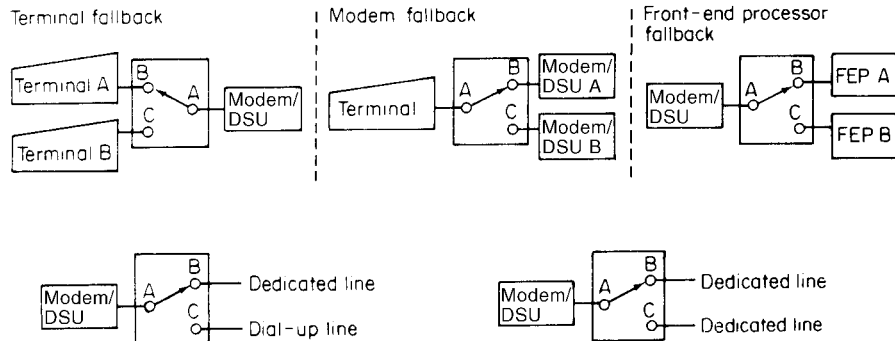 Terminal fallback
Terminal A
Terminal B
B
C
A
Modem/
DSU
Modem fallback
Terminal
A
B
C
Modem/
DSU A
Modem/
DSU B
Front-end processor
fallback
Modem/
DSU
A
B
C
FEP A
FEP B
Modem/
DSU
A
B
C
Dedicated line
Dial-up line
Modem/
DSU
A
B
C
Dedicated line
Dedicated line